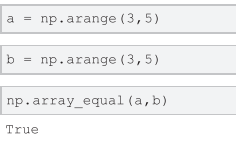 a = np.arange(3,5)
b = np.arange(3,5)
np.array_equal(a,b)
True